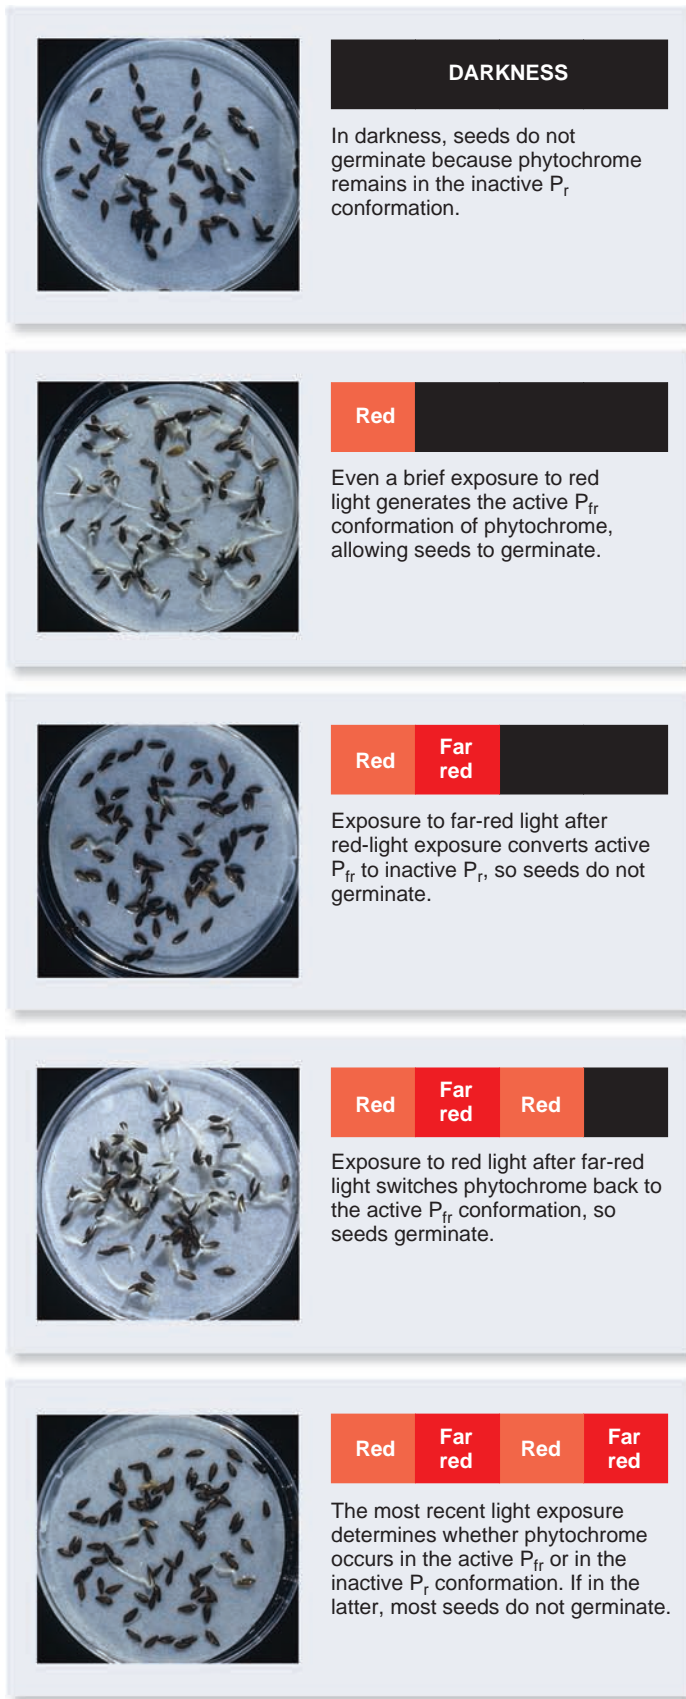 DARKNESS
In darkness, seeds do not
germinate because phytochrome
remains in the inactive Pr
conformation.
Red
Even a brief exposure to red
light generates the active Pfr
conformation of phytochrome,
allowing seeds to germinate.
Red
Far
red
Exposure to far-red light after
red-light exposure converts active
Pfr to inactive Pr, so seeds do not
germinate.
Red
Far
red
Red
Exposure to red light after far-red
light switches phytochrome back to
the active Pfr conformation, so
seeds germinate.
Red
Far
red
Red
Far
red
The most recent light exposure
determines whether phytochrome
occurs in the active Pfr or in the
inactive Pr conformation. If in the
latter, most seeds do not germinate.